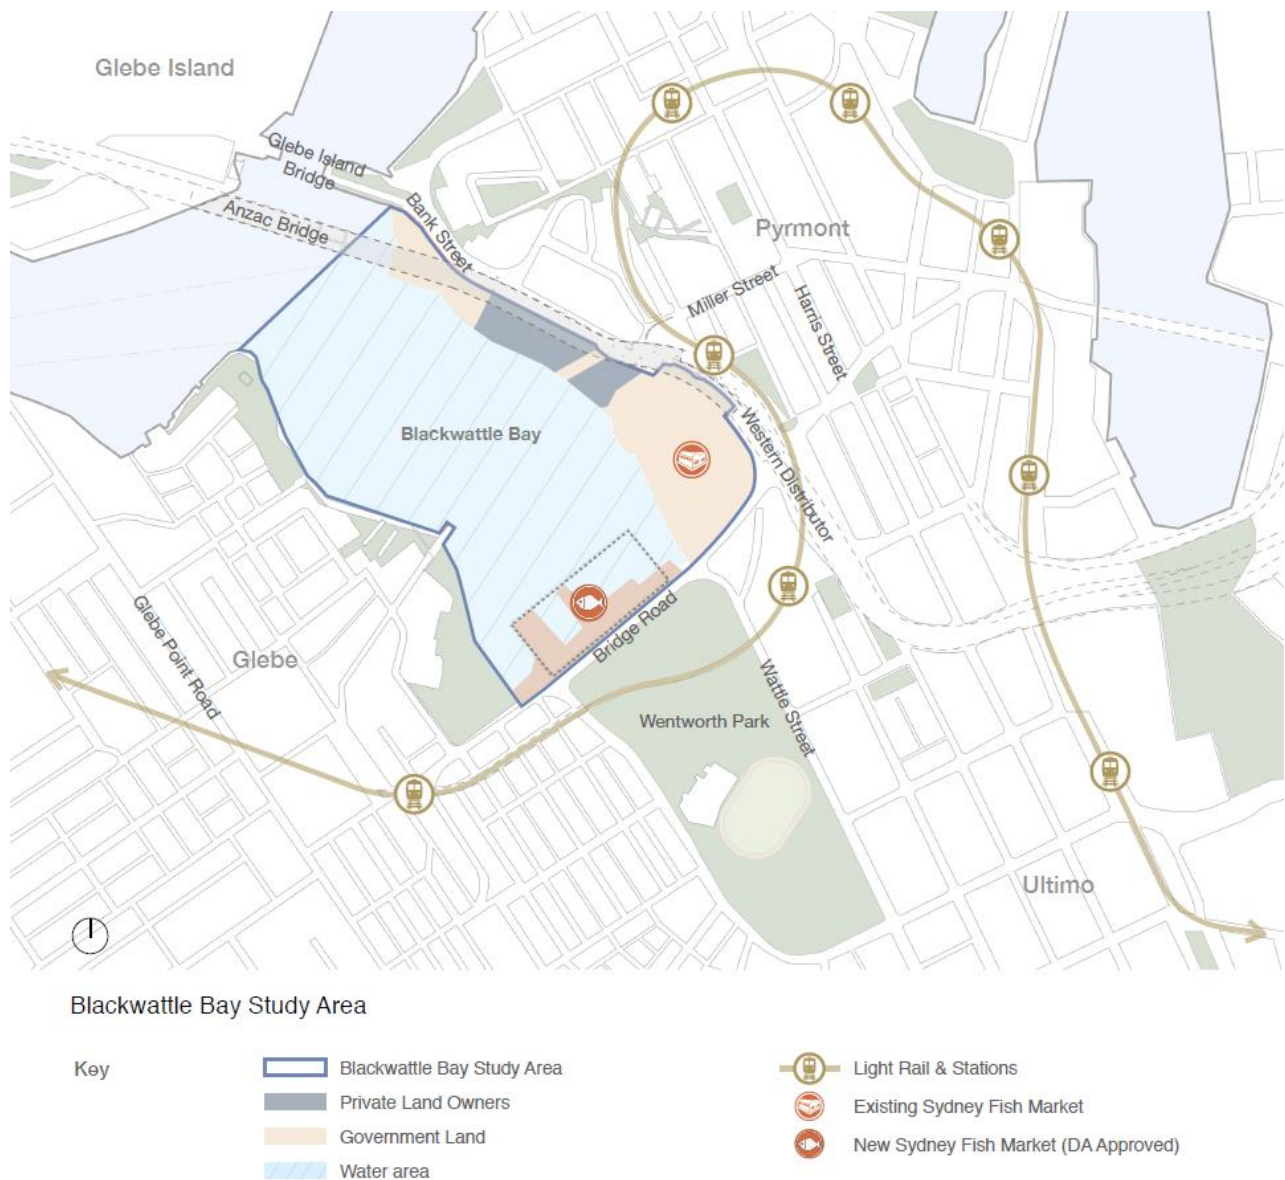 Glebe Island
Glebe Island
Bridge
Anzac Bridge
Bank Street
Pyrmont
Miller Street
Harris Street
Blackwattle Bay
Western Distributor
Bridge Road
Glebe Point Road
Glebe
Wentworth Park
Wattle Street
Ultimo
Blackwattle Bay Study Area
Key
Blackwattle Bay Study Area
Private Land Owners
Government Land
Water area
Light Rail & Stations
Existing Sydney Fish Market
New Sydney Fish Market (DA Approved)